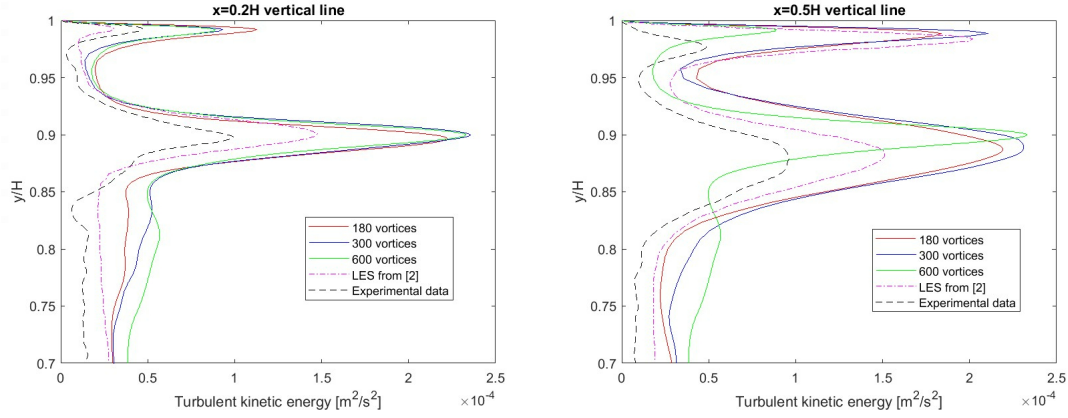 x=0.2H vertical line
1
0.95
0.9
0.85
0.8
0.75
0.7
y/H
180 vortices
300 vortices
600 vortices
LES from [2]
Experimental data
0 0.5 1 1.5 2 2.5
Turbulent kinetic energy [m²/s²]
×10⁻⁴
x=0.5H vertical line
1
0.95
0.9
0.85
0.8
0.75
0.7
y/H
180 vortices
300 vortices
600 vortices
LES from [2]
Experimental data
0 0.5 1 1.5 2 2.5
Turbulent kinetic energy [m²/s²]
×10⁻⁴